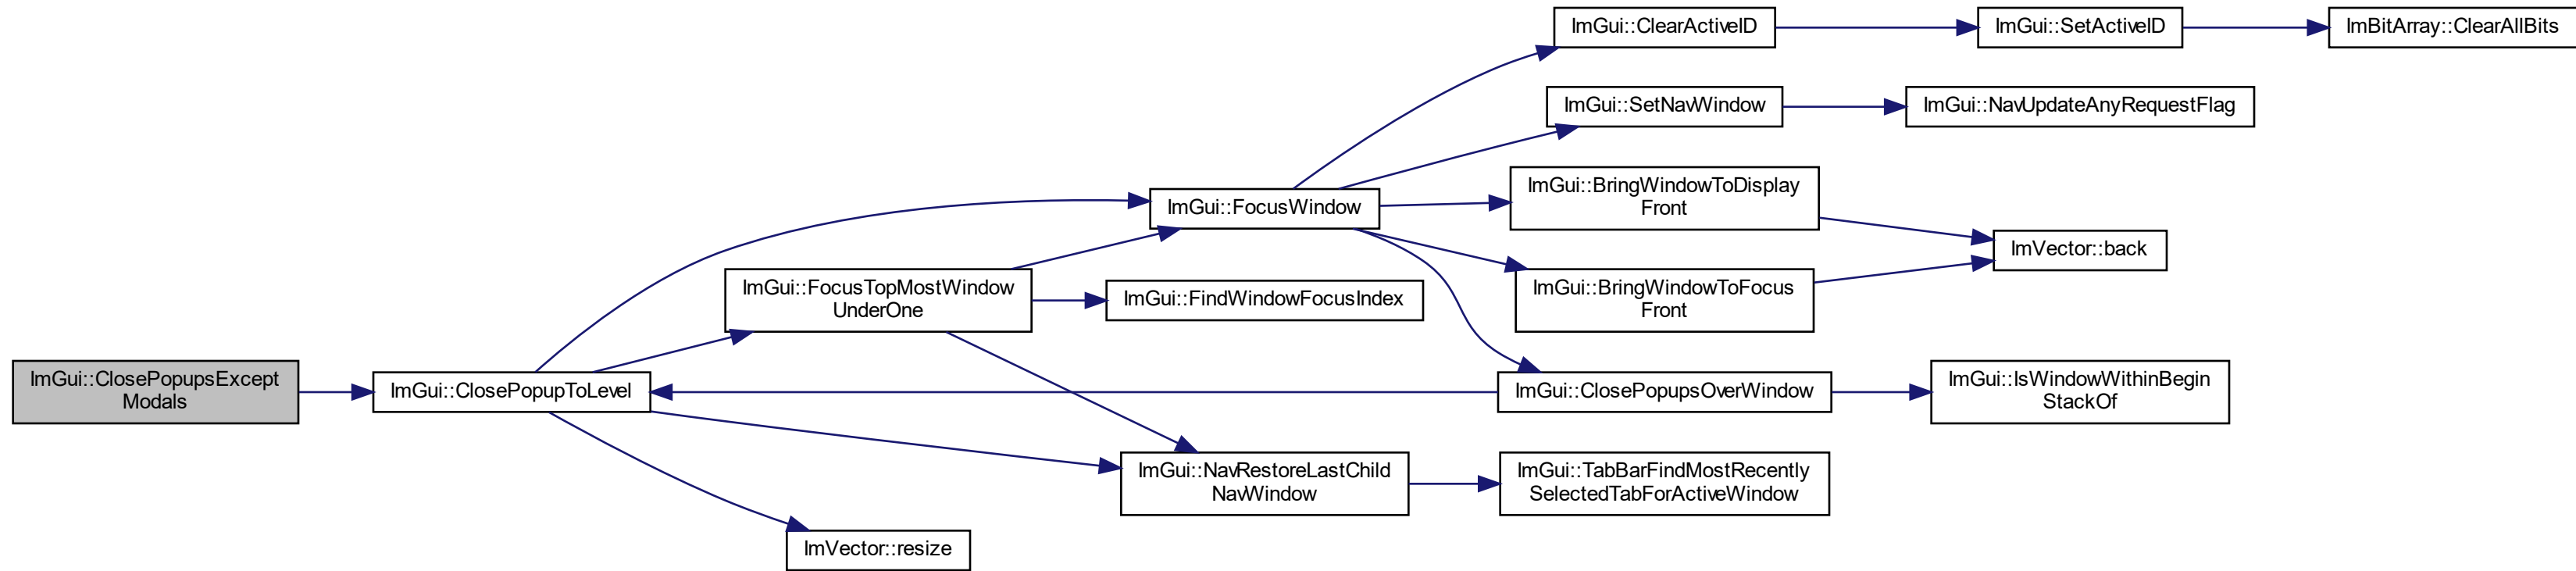 ImGui::ClearActiveID
ImGui::SetActiveID
ImBitArray::ClearAllBits
ImGui::SetNavWindow
ImGui::NavUpdateAnyRequestFlag
ImGui::BringWindowToDisplay
Front
ImGui::FocusWindow
ImVector::back
ImGui::FocusTopMostWindow
UnderOne
ImGui::FindWindowFocusIndex
ImGui::BringWindowToFocus
Front
ImGui::ClosePopupsExcept
Modals
ImGui::ClosePopupToLevel
ImGui::ClosePopupsOverWindow
ImGui::IsWindowWithinBegin
StackOf
ImGui::NavRestoreLastChild
NavWindow
ImGui::TabBarFindMostRecently
SelectedTabForActiveWindow
ImVector::resize